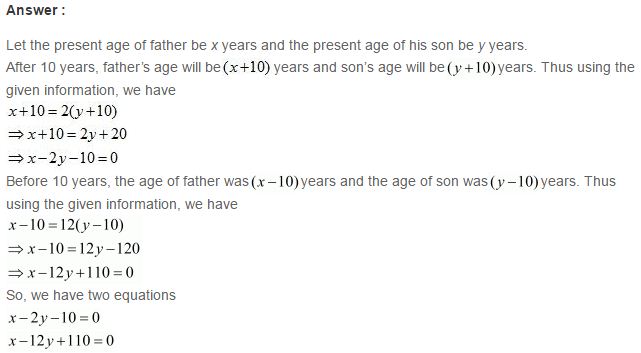 Answer :
Let the present age of father be x years and the present age of his son be y years.
After 10 years, father's age will be (x+10) years and son's age will be (y+10) years. Thus using the
given information, we have
x+10=2(y+10)
⇒x+10=2y+20
⇒x−2y−10=0
Before 10 years, the age of father was (x−10) years and the age of son was (y−10) years. Thus
using the given information, we have
x−10=12(y−10)
⇒x−10=12y−120
⇒x−12y+110=0
So, we have two equations
x−2y−10=0
x−12y+110=0